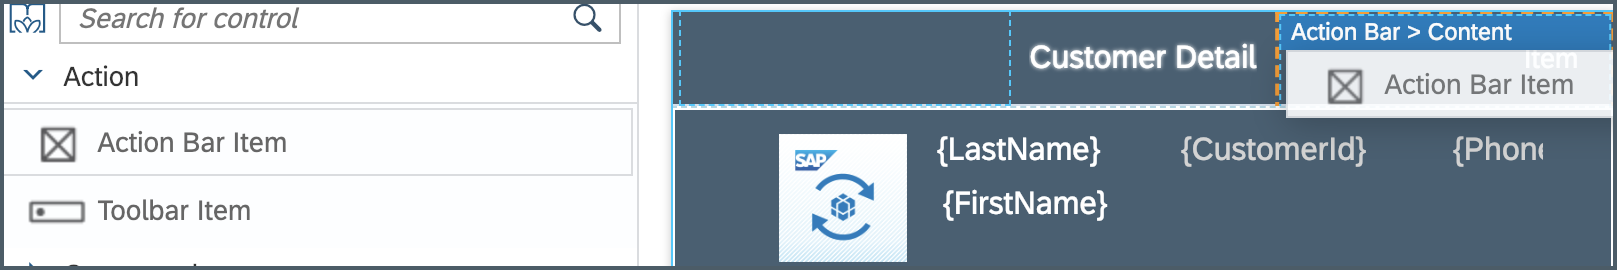 Search for control
Action
Action Bar Item
Toolbar Item
Customer Detail
Action Bar > Content
Item
Action Bar Item
SAP
{LastName}
{CustomerId}
{Phone
{FirstName}